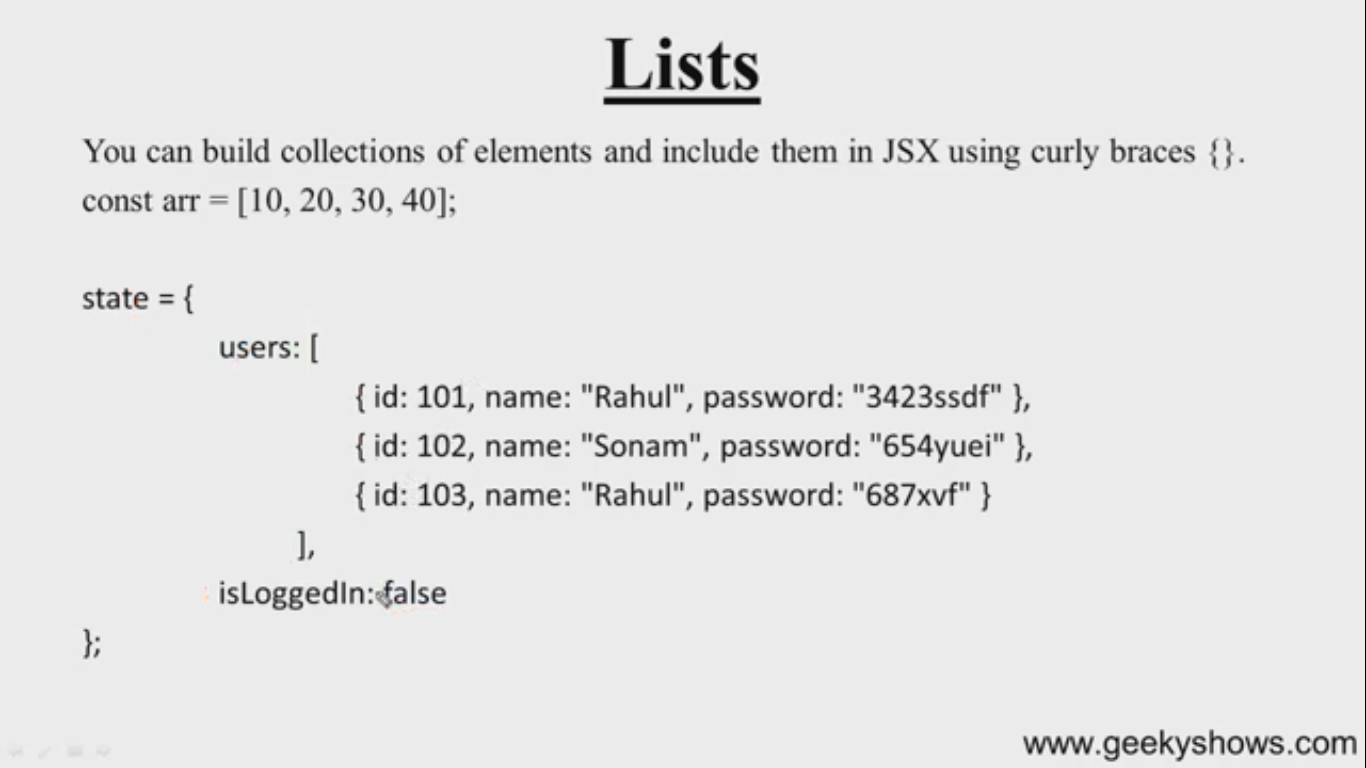 Lists
You can build collections of elements and include them in JSX using curly braces {}.
const arr = [10, 20, 30, 40];
state = {
users: [
{ id: 101, name: "Rahul", password: "3423ssdf" },
{ id: 102, name: "Sonam", password: "654yuei" },
{ id: 103, name: "Rahul", password: "687xvf" }
],
isLoggedIn: false
};
www.geekyshows.com